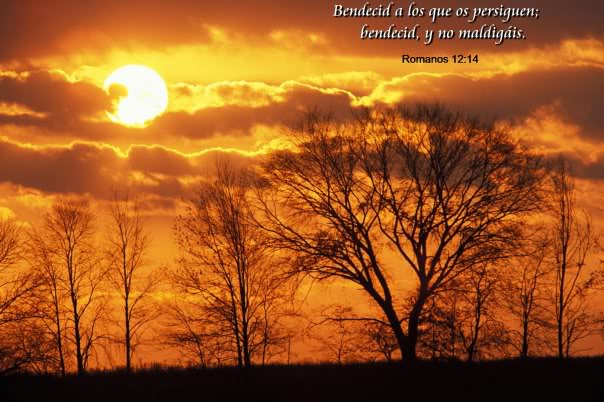 Bendecid a los que os persiguen;
bendecid, y no maldigáis.
Romanos 12:14